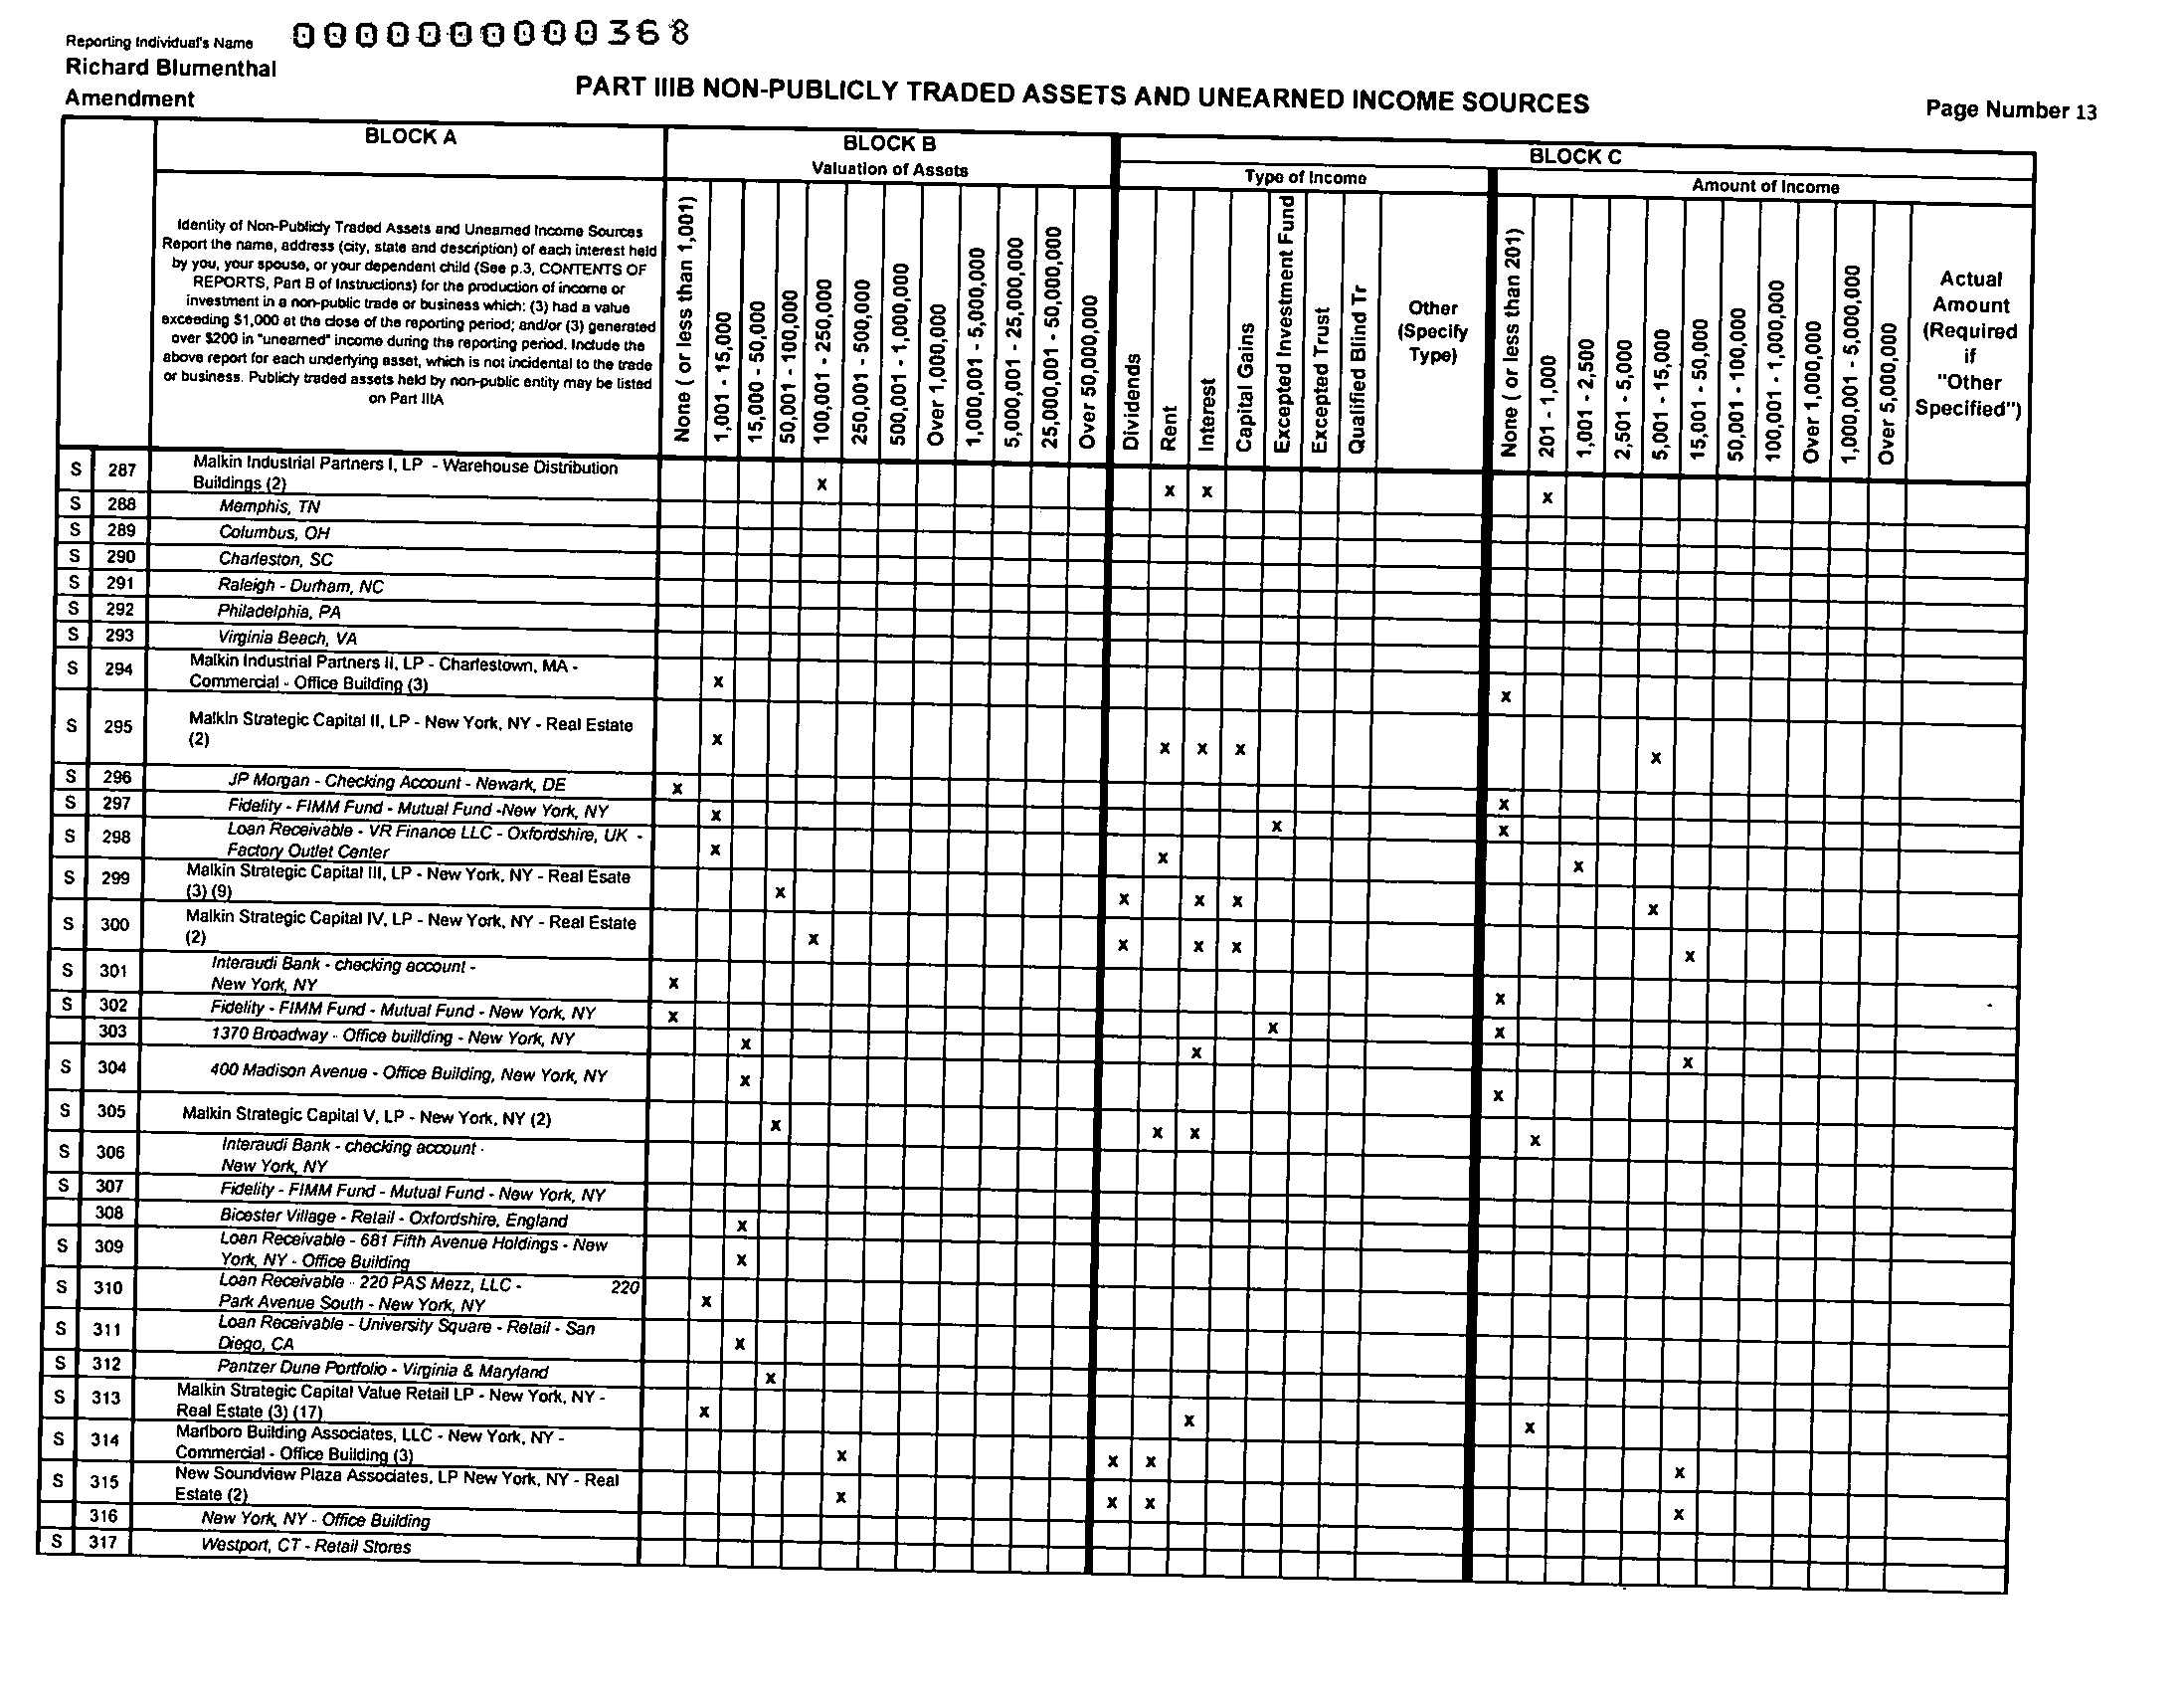 Reporting Individual's Name 0000000000368
Richard Blumenthal
Amendment
PART IIIB NON-PUBLICLY TRADED ASSETS AND UNEARNED INCOME SOURCES
Page Number 13
BLOCK A
BLOCK B
Valuation of Assets
BLOCK C
Type of Income
Amount of Income
Identity of Non-Publicly Traded Assets and Unearned Income Sources
Report the name, address (city, state and description) of each interest held
by you, your spouse, or your dependent child (See p.3, CONTENTS OF
REPORTS, Part B of Instructions) for the production of income or
investment in a non-public trade or business which: (3) had a value
exceeding $1,000 at the close of the reporting period; and/or (3) generated
over $200 in "unearned" income during the reporting period. Include the
above report for each underlying asset, which is not incidental to the trade
or business. Publicly traded assets held by non-public entity may be listed
on Part IIIA
None ( or less than 1,001)
1,001 - 15,000
15,000 - 50,000
50,001 - 100,000
100,001 - 250,000
250,001 - 500,000
500,001 - 1,000,000
Over 1,000,000
1,000,001 - 5,000,000
5,000,001 - 25,000,000
25,000,001 - 50,000,000
Over 50,000,000
Dividends
Rent
Interest
Capital Gains
Excepted Investment Fund
Excepted Trust
Qualified Blind Tr
Other
(Specify
Type)
None ( or less than 201)
201 - 1,000
1,001 - 2,500
2,501 - 5,000
5,001 - 15,000
15,001 - 50,000
50,001 - 100,000
100,001 - 1,000,000
Over 1,000,000
1,000,001 - 5,000,000
Over 5,000,000
Actual
Amount
(Required
if
"Other
Specified")
S 287 Malkin Industrial Partners I, LP - Warehouse Distribution
Buildings (2) x x x x
S 288 Memphis, TN
S 289 Columbus, OH
S 290 Charleston, SC
S 291 Raleigh - Durham, NC
S 292 Philadelphia, PA
S 293 Virginia Beach, VA
S 294 Malkin Industrial Partners II, LP - Charlestown, MA -
Commercial - Office Building (3) x x
S 295 Malkin Strategic Capital II, LP - New York, NY - Real Estate
(2) x x x x x
S 296 JP Morgan - Checking Account - Newark, DE x x
S 297 Fidelity - FIMM Fund - Mutual Fund -New York, NY x x x
S 298 Loan Receivable - VR Finance LLC - Oxfordshire, UK -
Factory Outlet Center x x x
S 299 Malkin Strategic Capital III, LP - New York, NY - Real Esate
(3) (9) x x x x x
S 300 Malkin Strategic Capital IV, LP - New York, NY - Real Estate
(2) x x x x x
S 301 Interaudi Bank - checking account -
New York, NY x x
S 302 Fidelity - FIMM Fund - Mutual Fund - New York, NY x x x
303 1370 Broadway - Office buillding - New York, NY x x x
S 304 400 Madison Avenue - Office Building, New York, NY x x
S 305 Malkin Strategic Capital V, LP - New York, NY (2) x x x x
S 306 Interaudi Bank - checking account -
New York, NY
S 307 Fidelity - FIMM Fund - Mutual Fund - New York, NY
308 Bicester Village - Retail - Oxfordshire, England x
S 309 Loan Receivable - 681 Fifth Avenue Holdings - New
York, NY - Office Building x
S 310 Loan Receivable - 220 PAS Mezz, LLC - 220
Park Avenue South - New York, NY x
S 311 Loan Receivable - University Square - Retail - San
Diego, CA x
S 312 Pantzer Dune Portfolio - Virginia & Maryland x
S 313 Malkin Strategic Capital Value Retail LP - New York, NY -
Real Estate (3) (17) x x x
S 314 Marlboro Building Associates, LLC - New York, NY -
Commercial - Office Building (3) x x x x
S 315 New Soundview Plaza Associates, LP New York, NY - Real
Estate (2) x x x x
316 New York, NY - Office Building
S 317 Westport, CT - Retail Stores